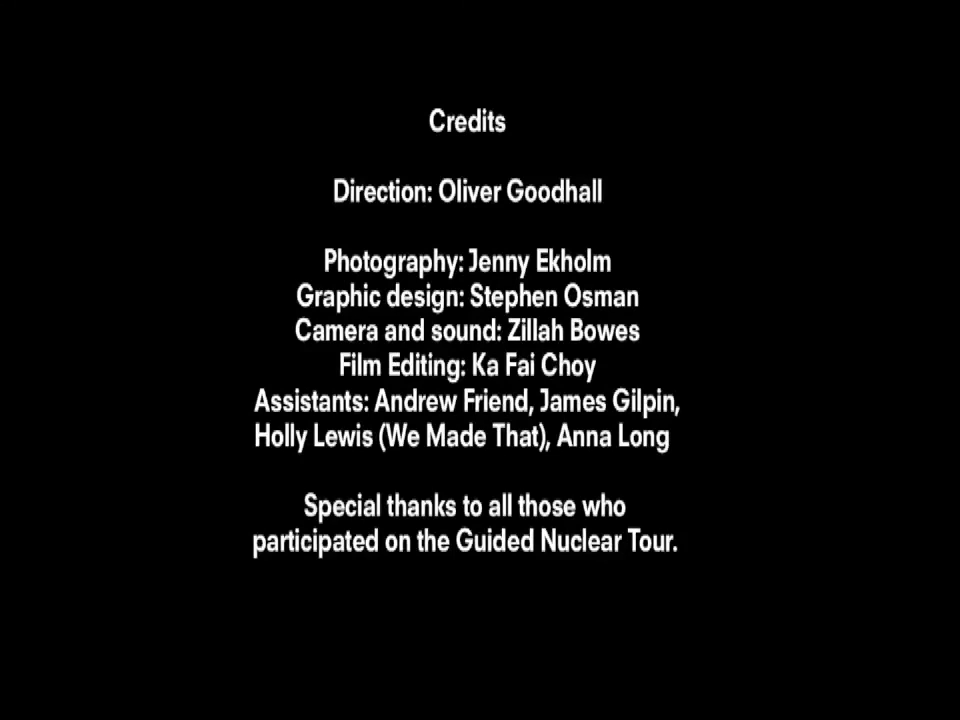 Credits
Direction: Oliver Goodhall
Photography: Jenny Ekholm
Graphic design: Stephen Osman
Camera and sound: Zillah Bowes
Film Editing: Ka Fai Choy
Assistants: Andrew Friend, James Gilpin,
Holly Lewis (We Made That), Anna Long
Special thanks to all those who
participated on the Guided Nuclear Tour.